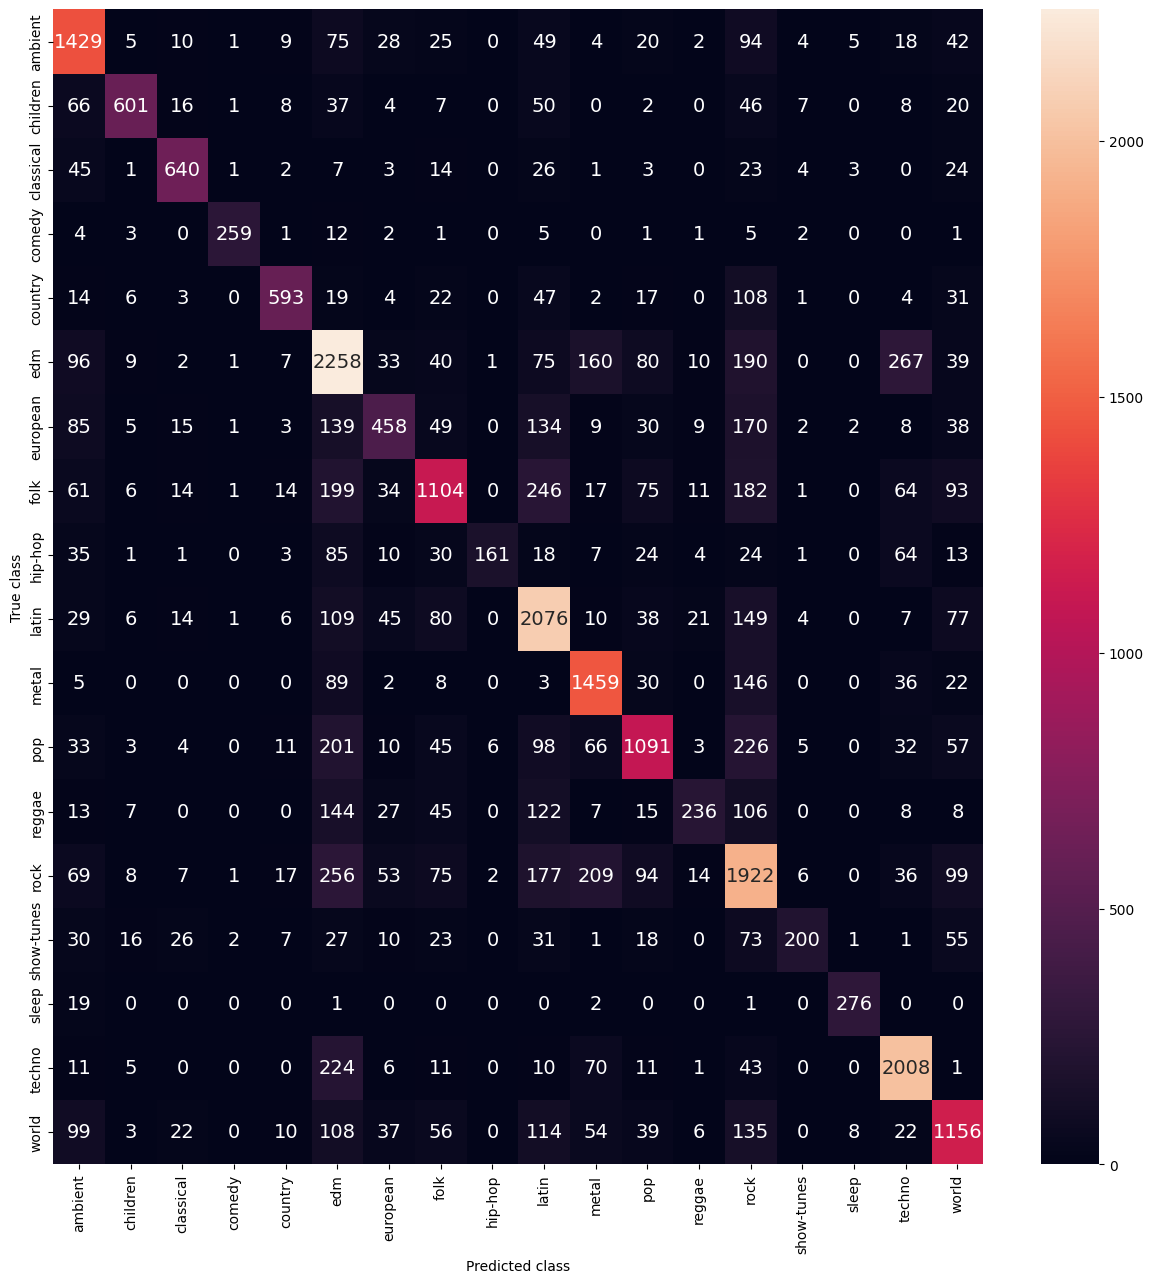 ambient 1429 5 10 1 9 75 28 25 0 49 4 20 2 94 4 5 18 42
children 66 601 16 1 8 37 4 7 0 50 0 2 0 46 7 0 8 20
classical 45 1 640 1 2 7 3 14 0 26 1 3 0 23 4 3 0 24
comedy 4 3 0 259 1 12 2 1 0 5 0 1 1 5 2 0 0 1
country 14 6 3 0 593 19 4 22 0 47 2 17 0 108 1 0 4 31
edm 96 9 2 1 7 2258 33 40 1 75 160 80 10 190 0 0 267 39
european 85 5 15 1 3 139 458 49 0 134 9 30 9 170 2 2 8 38
folk 61 6 14 1 14 199 34 1104 0 246 17 75 11 182 1 0 64 93
hip-hop 35 1 1 0 3 85 10 30 161 18 7 24 4 24 1 0 64 13
latin 29 6 14 1 6 109 45 80 0 2076 10 38 21 149 4 0 7 77
metal 5 0 0 0 0 89 2 8 0 3 1459 30 0 146 0 0 36 22
pop 33 3 4 0 11 201 10 45 6 98 66 1091 3 226 5 0 32 57
reggae 13 7 0 0 0 144 27 45 0 122 7 15 236 106 0 0 8 8
rock 69 8 7 1 17 256 53 75 2 177 209 94 14 1922 6 0 36 99
show-tunes 30 16 26 2 7 27 10 23 0 31 1 18 0 73 200 1 1 55
sleep 19 0 0 0 0 1 0 0 0 0 2 0 0 1 0 276 0 0
techno 11 5 0 0 0 224 6 11 0 10 70 11 1 43 0 0 2008 1
world 99 3 22 0 10 108 37 56 0 114 54 39 6 135 0 8 22 1156
ambient children classical comedy country edm european folk hip-hop latin metal pop reggae rock show-tunes sleep techno world
Predicted class
True class
2000
1500
1000
500
0